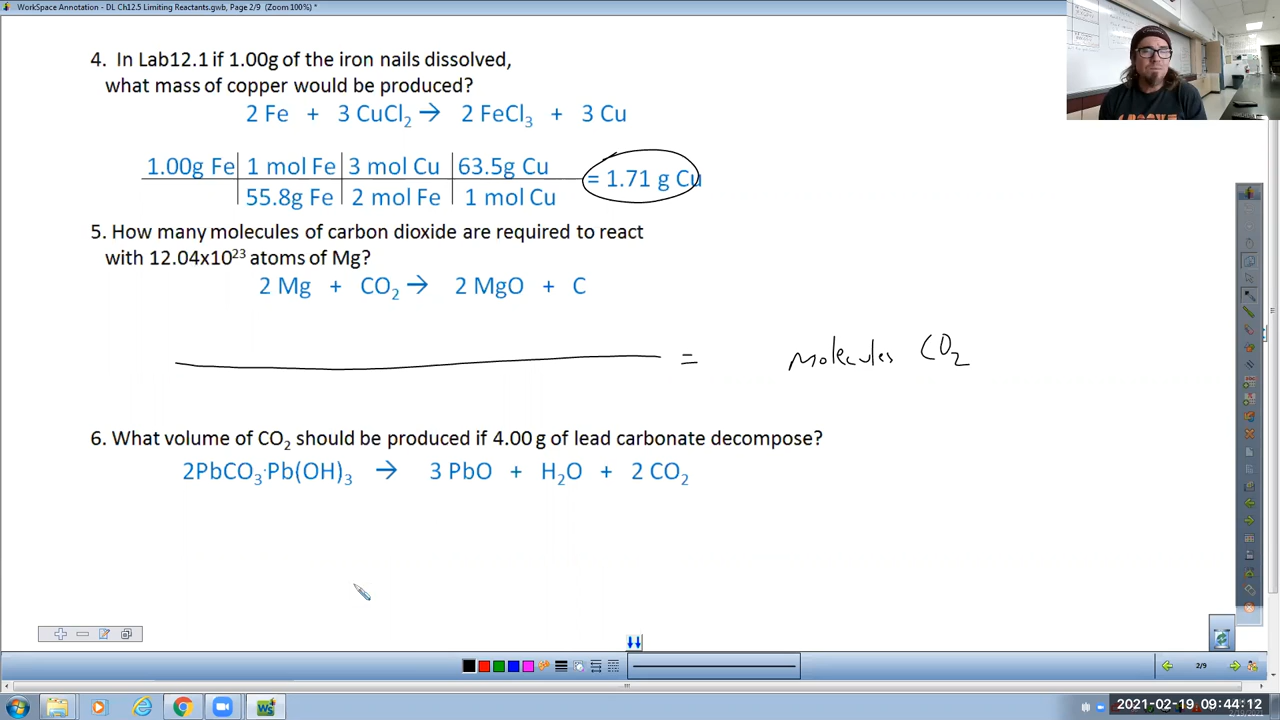 WorkSpace Annotation - DL Ch12.5 Limiting Reactants.gwb, Page 2/9 (Zoom 100%) *
4. In Lab12.1 if 1.00g of the iron nails dissolved,
what mass of copper would be produced?
2 Fe + 3 CuCl₂ → 2 FeCl₃ + 3 Cu
1.00g Fe | 1 mol Fe | 3 mol Cu | 63.5g Cu
= 1.71 g Cu
55.8g Fe | 2 mol Fe | 1 mol Cu
5. How many molecules of carbon dioxide are required to react
with 12.04x10²³ atoms of Mg?
2 Mg + CO₂ → 2 MgO + C
= molecules CO₂
6. What volume of CO₂ should be produced if 4.00 g of lead carbonate decompose?
2PbCO₃·Pb(OH)₃ → 3 PbO + H₂O + 2 CO₂
2/9
2021-02-19 09:44:12